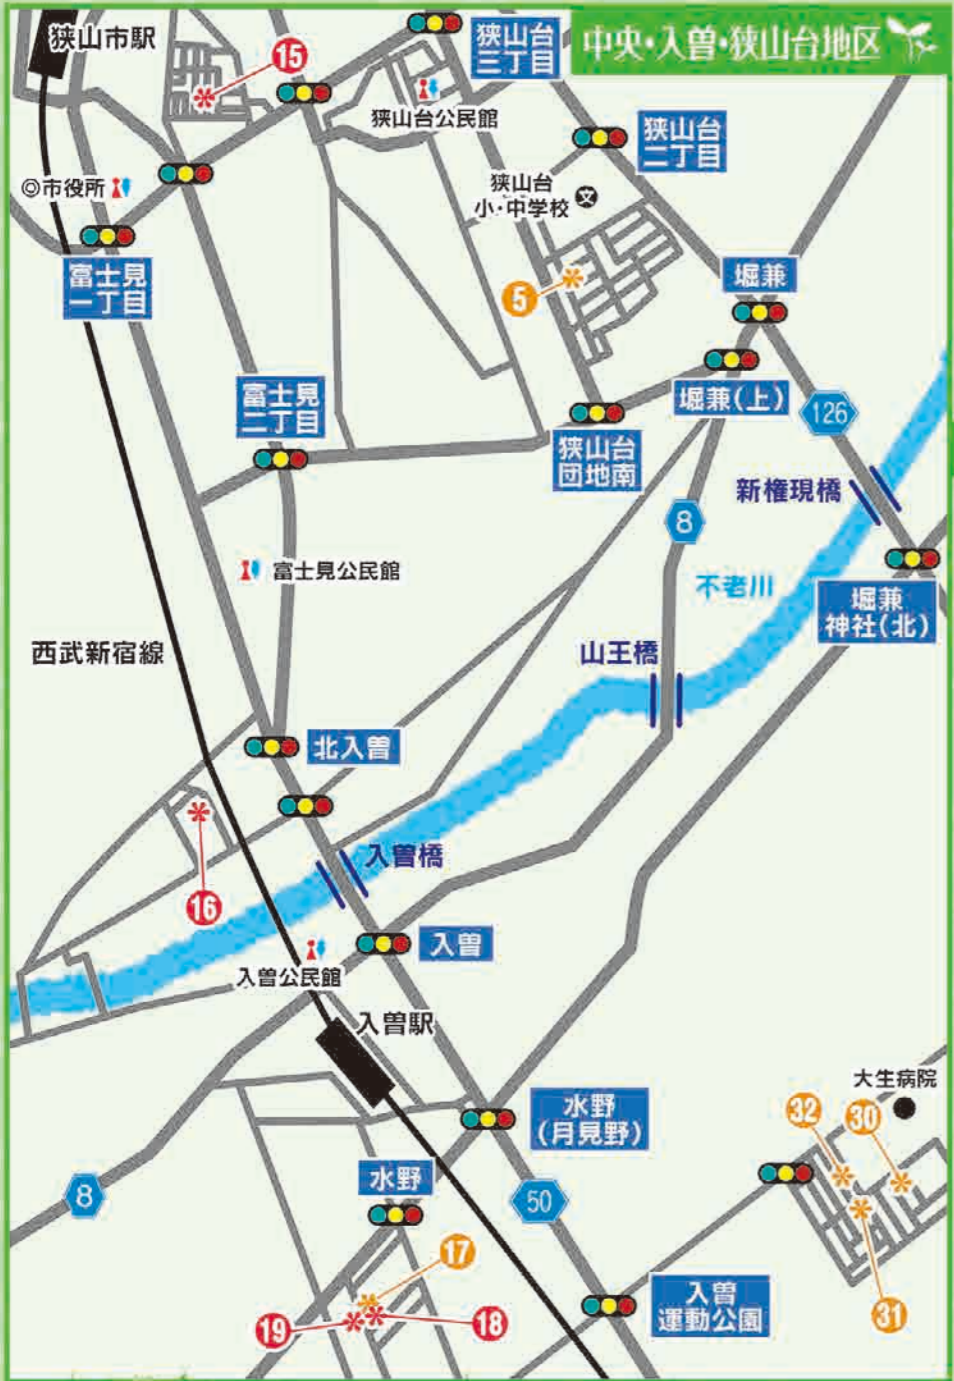 中央・入曽・狭山台地区
狭山市駅
15
狭山台
三丁目
狭山台公民館
狭山台
二丁目
◎市役所
狭山台
小・中学校
文
富士見
一丁目
5
堀兼
富士見
二丁目
堀兼(上)
126
狭山台
団地南
新権現橋
8
富士見公民館
不老川
堀兼
神社(北)
西武新宿線
山王橋
北入曽
入曽橋
16
入曽
入曽公民館
入曽駅
大生病院
水野
(月見野)
32
30
水野
8
50
17
入曽
運動公園
31
19
18